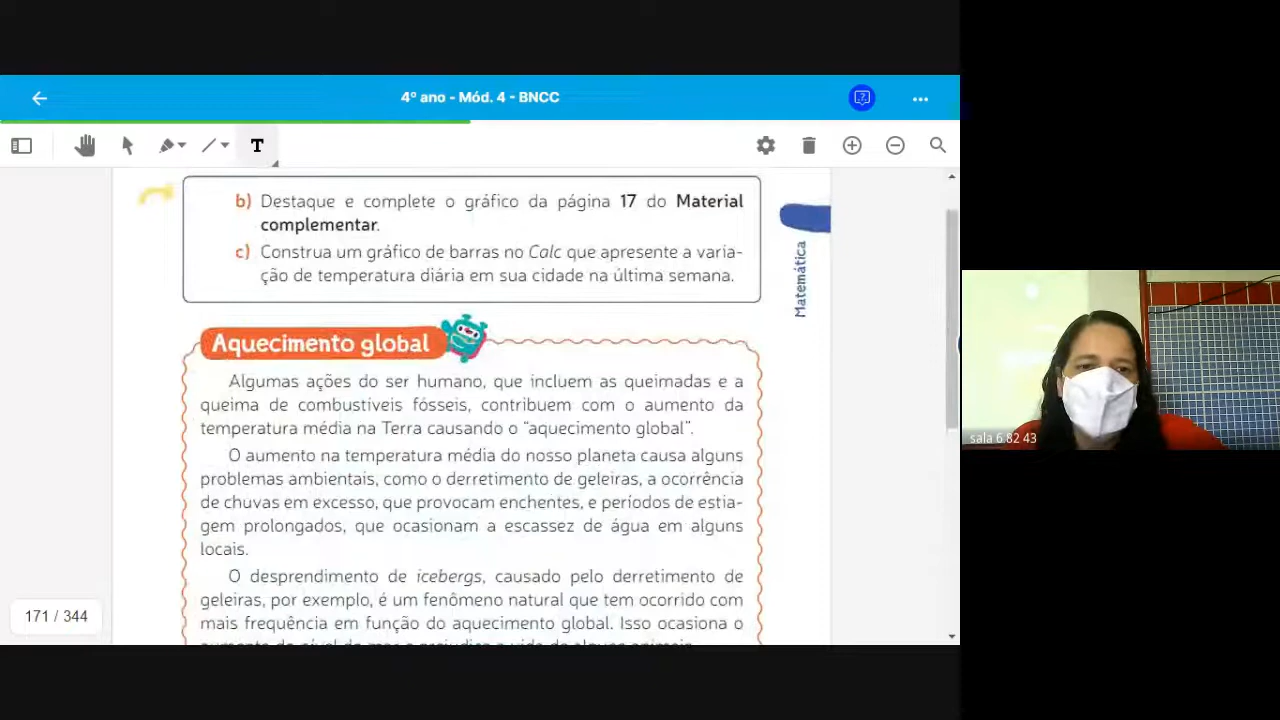 4º ano - Mód. 4 - BNCC
T
b) Destaque e complete o gráfico da página 17 do Material
complementar.
c) Construa um gráfico de barras no Calc que apresente a varia-
ção de temperatura diária em sua cidade na última semana.
Matemática
Aquecimento global
Algumas ações do ser humano, que incluem as queimadas e a
queima de combustíveis fósseis, contribuem com o aumento da
temperatura média na Terra causando o “aquecimento global”.
O aumento na temperatura média do nosso planeta causa alguns
problemas ambientais, como o derretimento de geleiras, a ocorrência
de chuvas em excesso, que provocam enchentes, e períodos de estia-
gem prolongados, que ocasionam a escassez de água em alguns
locais.
O desprendimento de icebergs, causado pelo derretimento de
geleiras, por exemplo, é um fenômeno natural que tem ocorrido com
mais frequência em função do aquecimento global. Isso ocasiona o
171 / 344
sala 6.82 43